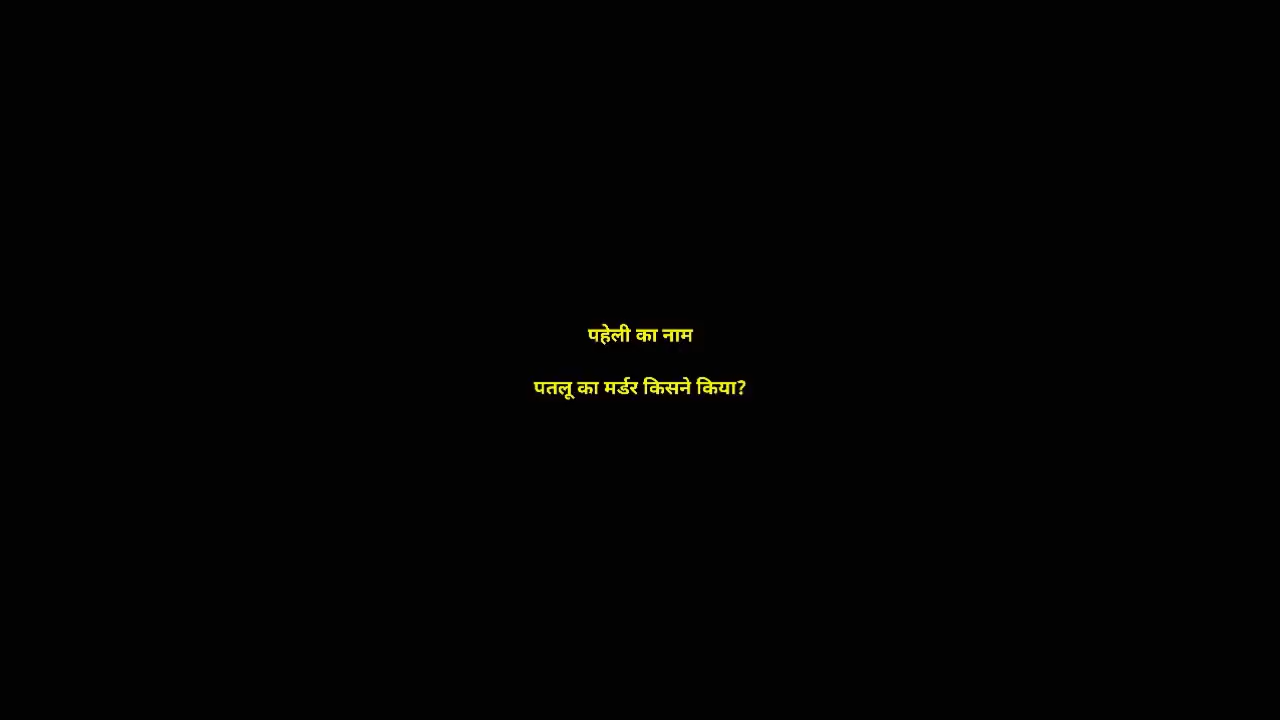 पहेली का नाम
पतलू का मर्डर किसने किया?